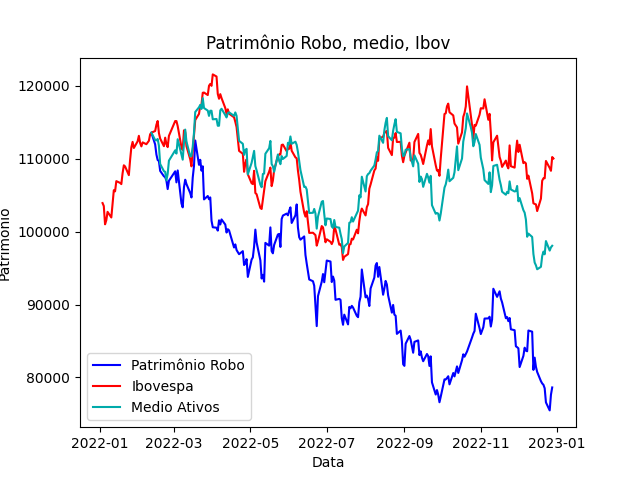 Patrimônio Robo, medio, Ibov
Patrimonio
120000
110000
100000
90000
80000
Patrimônio Robo
Ibovespa
Medio Ativos
2022-01 2022-03 2022-05 2022-07 2022-09 2022-11 2023-01
Data